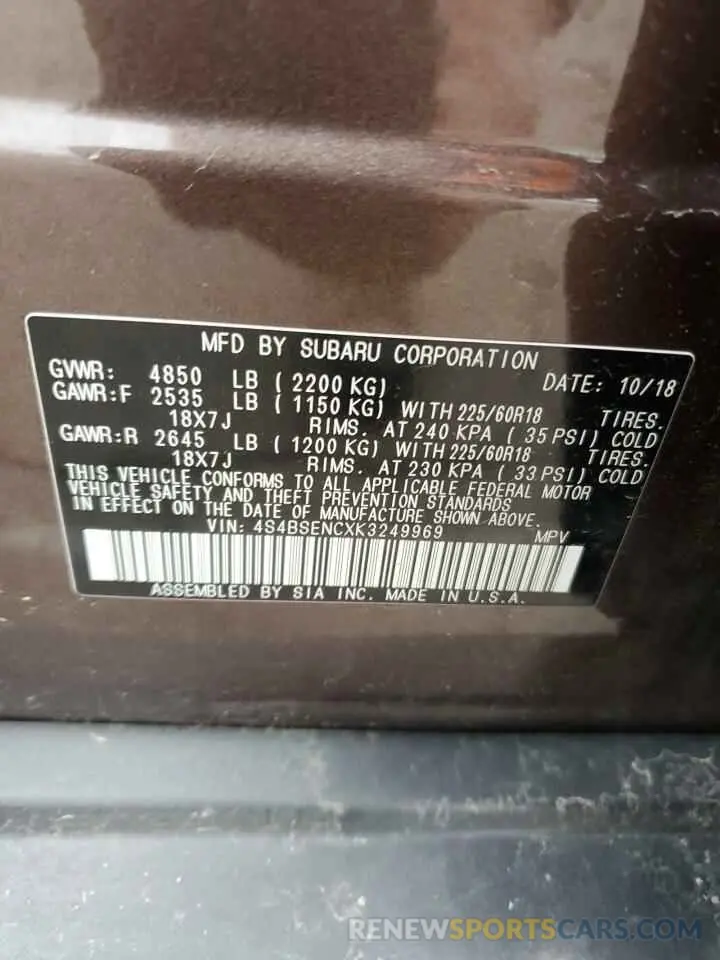 MFD BY SUBARU CORPORATION
GVWR: 4850 LB ( 2200 KG) DATE: 10/18
GAWR:F 2535 LB ( 1150 KG) WITH 225/60R18 TIRES.
18X7J RIMS. AT 240 KPA ( 35 PSI) COLD
GAWR:R 2645 LB ( 1200 KG) WITH 225/60R18 TIRES.
18X7J RIMS. AT 230 KPA ( 33 PSI) COLD
THIS VEHICLE CONFORMS TO ALL APPLICABLE FEDERAL MOTOR
VEHICLE SAFETY AND THEFT PREVENTION STANDARDS
IN EFFECT ON THE DATE OF MANUFACTURE SHOWN ABOVE.
VIN: 4S4BSENCXK3249969 MPV
ASSEMBLED BY SIA INC. MADE IN U.S.A.
RENEWSPORTSCARS.COM